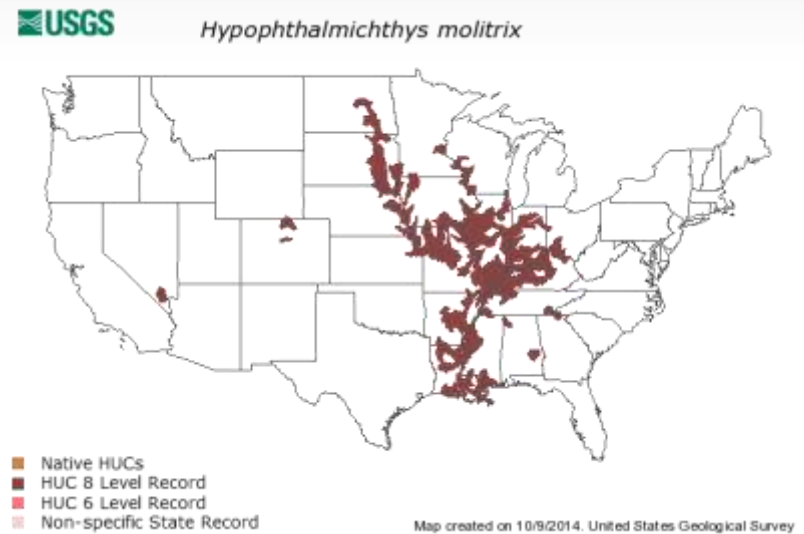 USGS
Hypophthalmichthys molitrix
Native HUCs
HUC 8 Level Record
HUC 6 Level Record
Non-specific State Record
Map created on 10/9/2014. United States Geological Survey